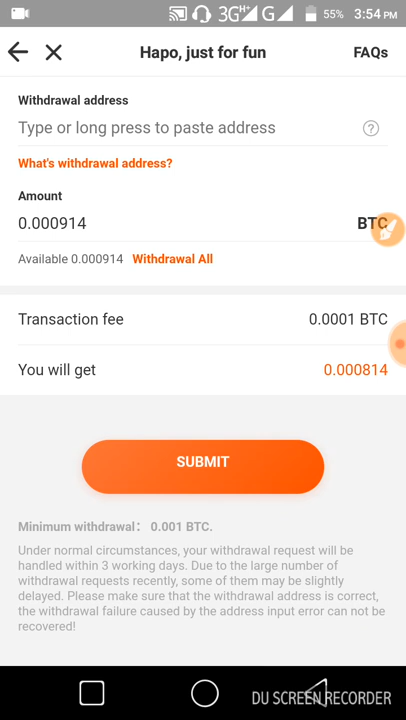 3G H+ G 55% 3:54 PM
Hapo, just for fun FAQs
Withdrawal address
Type or long press to paste address ?
What's withdrawal address?
Amount
0.000914 BTC
Available 0.000914 Withdrawal All
Transaction fee 0.0001 BTC
You will get 0.000814
SUBMIT
Minimum withdrawal: 0.001 BTC.
Under normal circumstances, your withdrawal request will be
handled within 3 working days. Due to the large number of
withdrawal requests recently, some of them may be slightly
delayed. Please make sure that the withdrawal address is correct,
the withdrawal failure caused by the address input error can not be
recovered!
DU SCREEN RECORDER